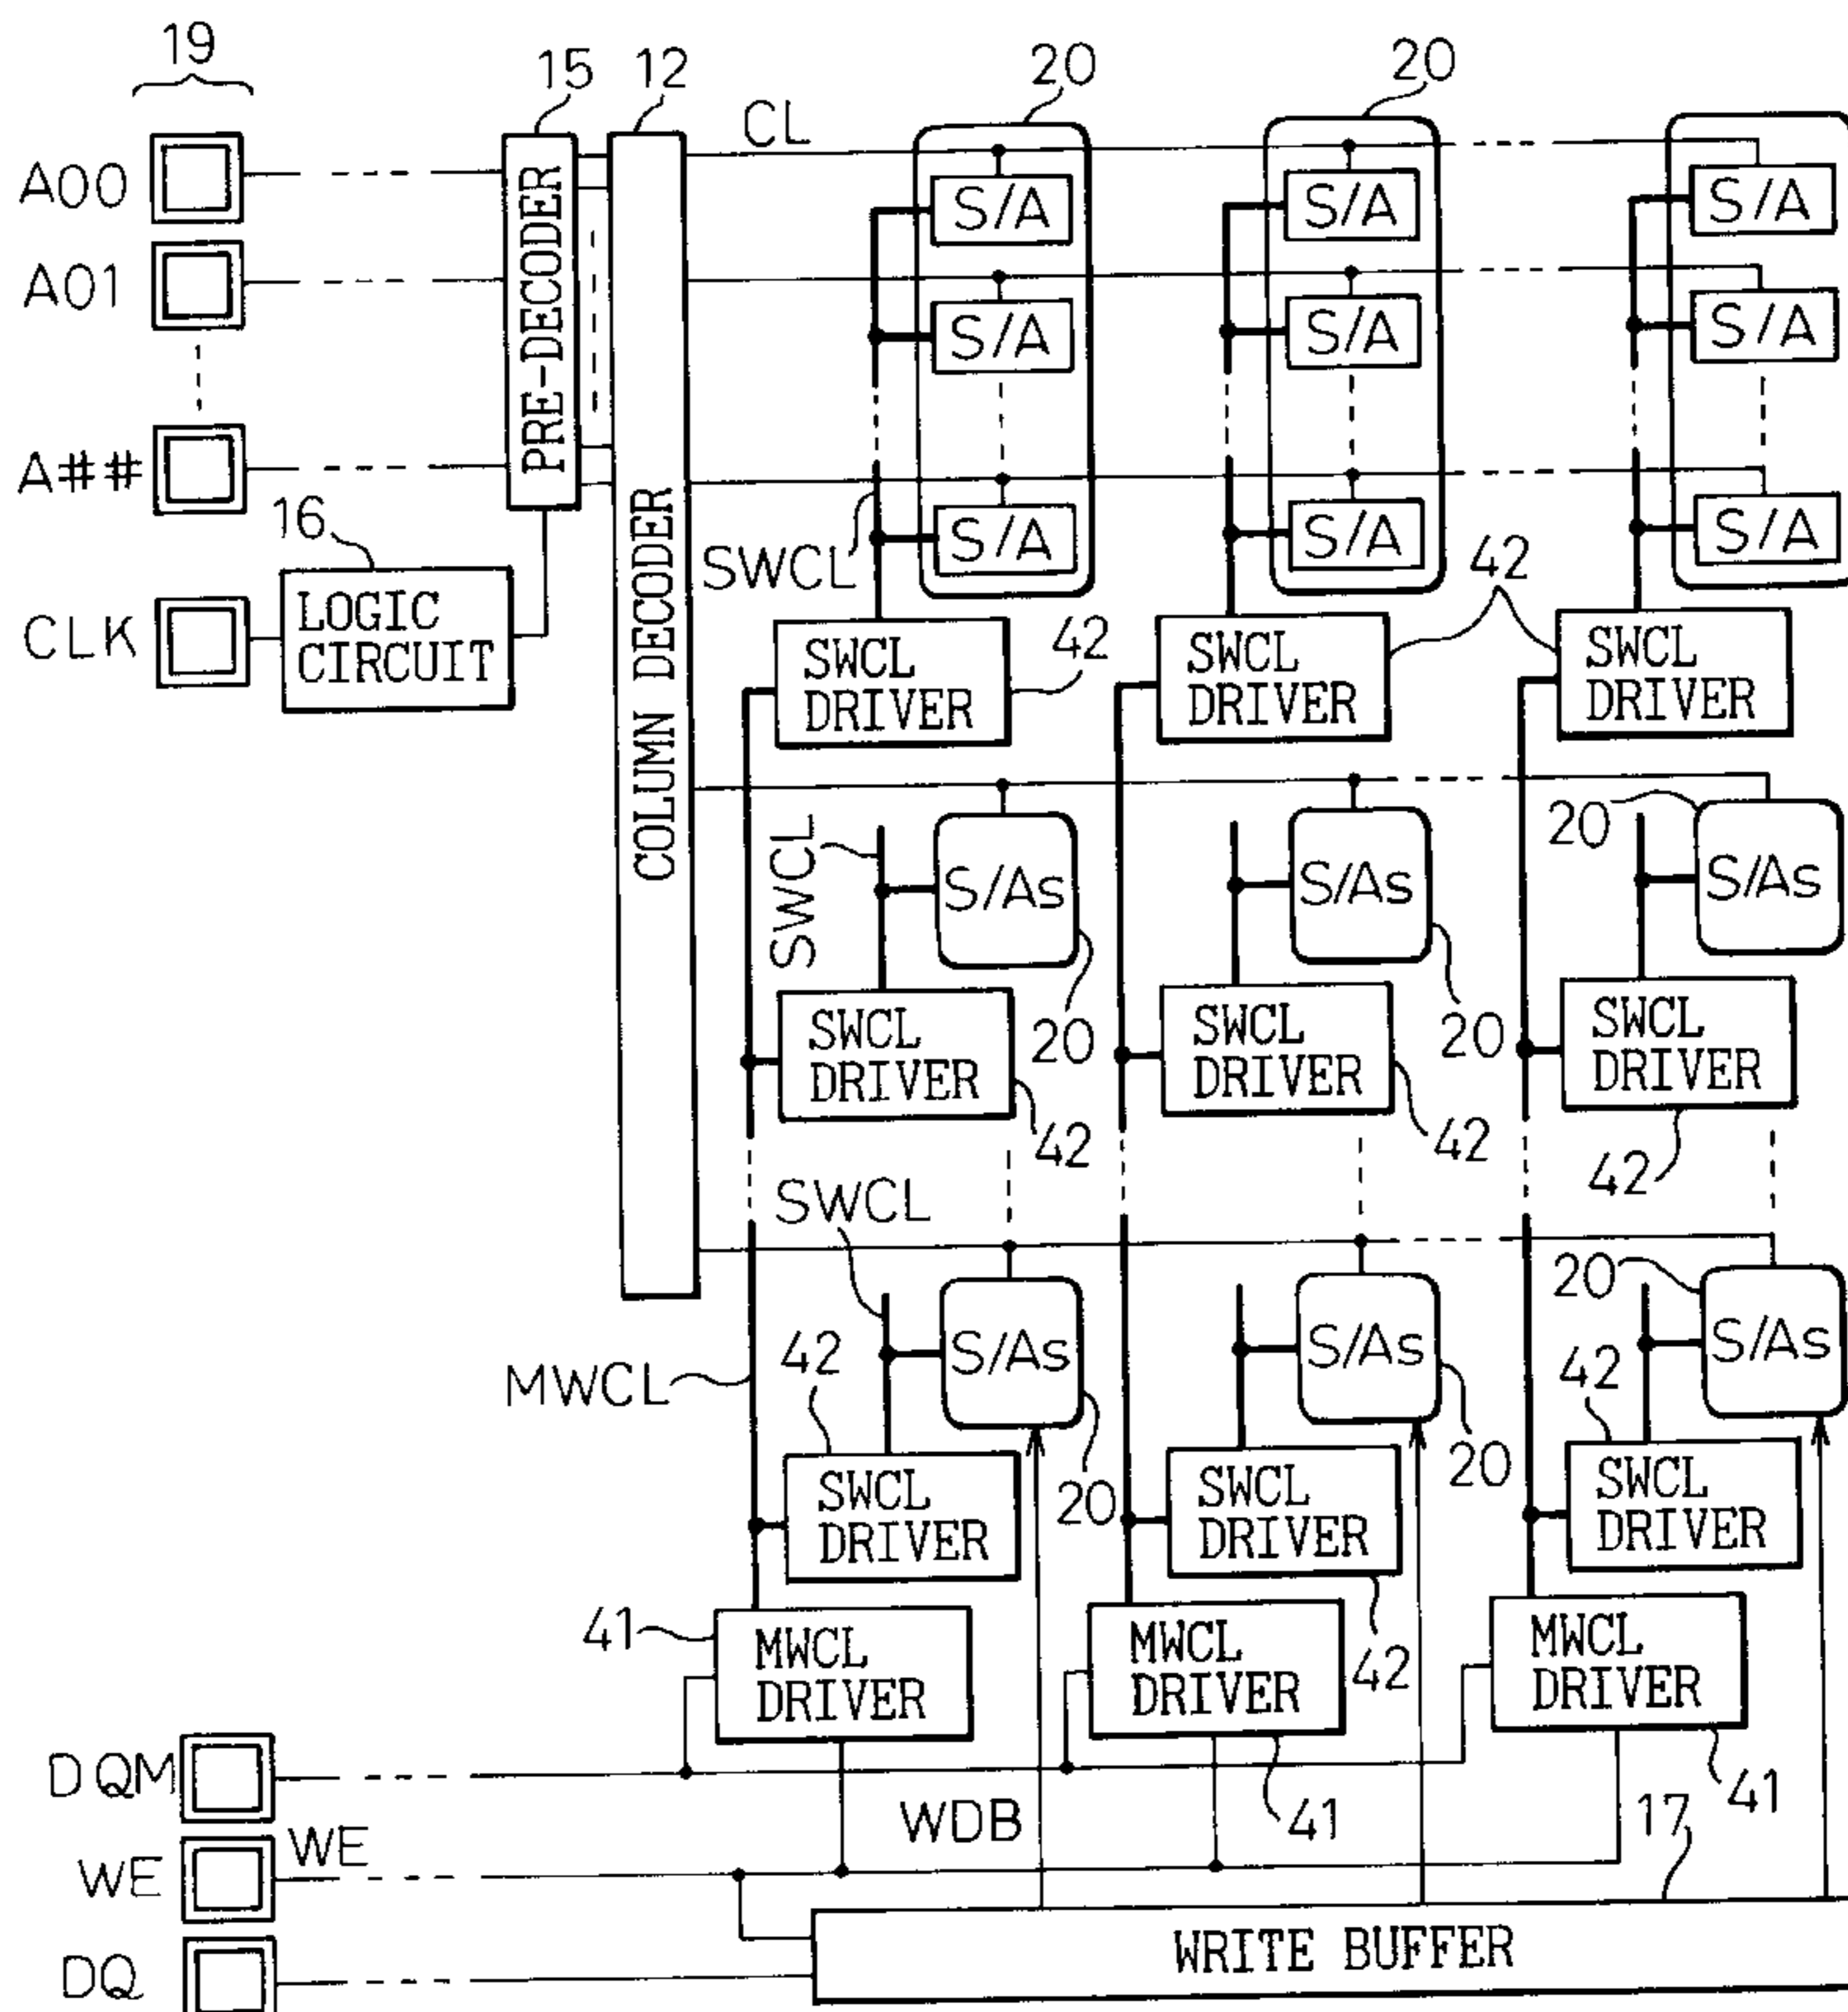 19
15
12
CL
20
20
A00
S/A
S/A
S/A
A01
S/A
S/A
S/A
PRE-DECODER
A##
16
SWCL
S/A
S/A
S/A
42
CLK
LOGIC
CIRCUIT
COLUMN DECODER
SWCL
DRIVER
42
SWCL
DRIVER
SWCL
DRIVER
SWCL
S/As
S/As
20
S/As
20
20
SWCL
DRIVER
SWCL
DRIVER
SWCL
DRIVER
42
42
42
SWCL
20
S/As
S/As
S/As
MWCL
42
42
20
20
SWCL
DRIVER
SWCL
DRIVER
SWCL
DRIVER
41
MWCL
DRIVER
MWCL
DRIVER
42
MWCL
DRIVER
DQM
WDB
41
17
41
WE
WE
WRITE BUFFER
DQ